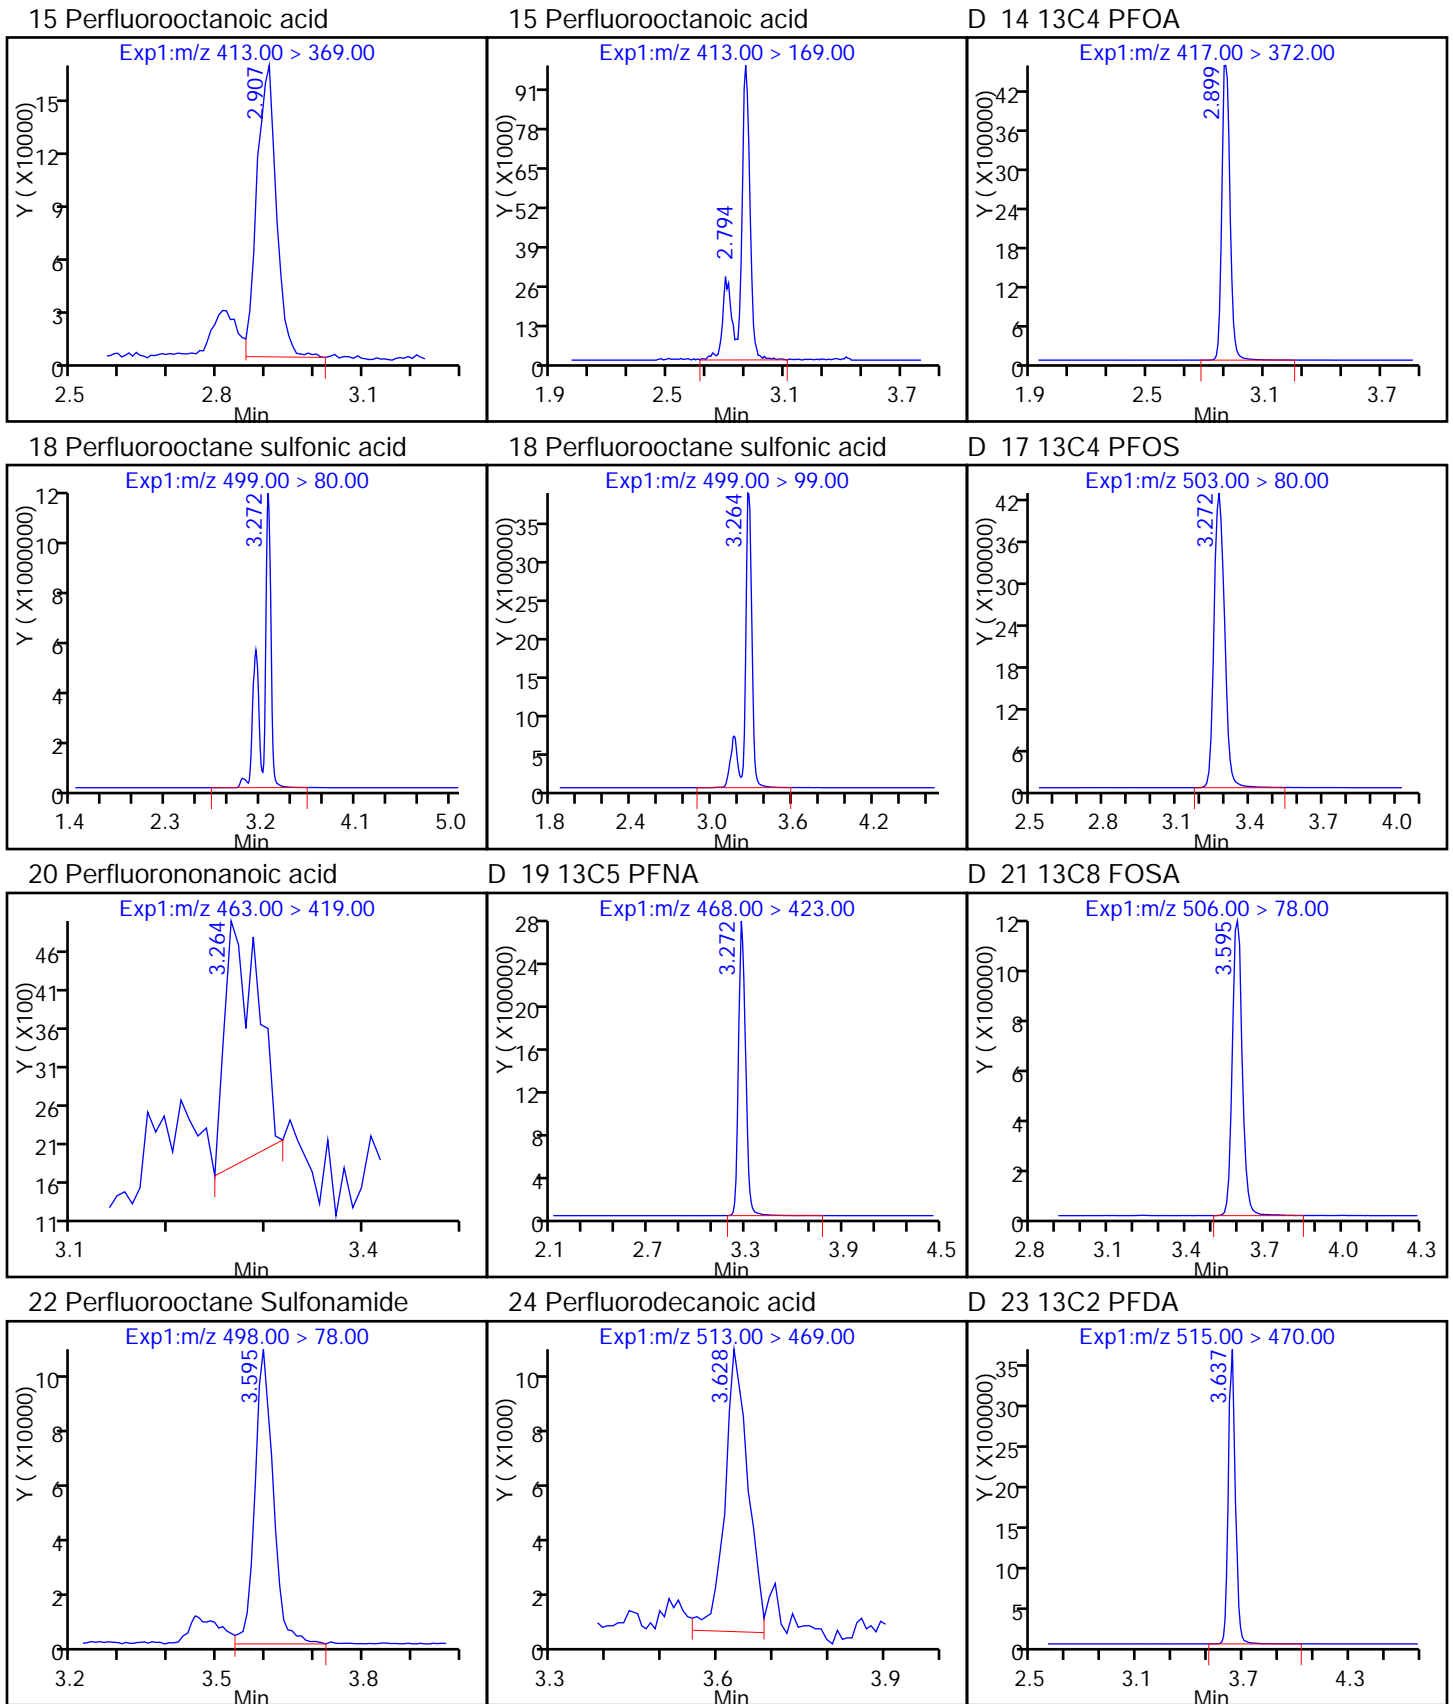 15 Perfluorooctanoic acid
Exp1:m/z 413.00 > 369.00
Y ( X10000)
15
12
9
6
3
0
2.907
2.5 2.8 3.1
Min
15 Perfluorooctanoic acid
Exp1:m/z 413.00 > 169.00
Y ( X1000)
91
78
65
52
39
26
13
0
2.794
1.9 2.5 3.1 3.7
Min
D 14 13C4 PFOA
Exp1:m/z 417.00 > 372.00
Y ( X100000)
42
36
30
24
18
12
6
0
2.899
1.9 2.5 3.1 3.7
Min
18 Perfluorooctane sulfonic acid
Exp1:m/z 499.00 > 80.00
Y ( X1000000)
12
10
8
6
4
2
0
3.272
1.4 2.3 3.2 4.1 5.0
Min
18 Perfluorooctane sulfonic acid
Exp1:m/z 499.00 > 99.00
Y ( X100000)
35
30
25
20
15
10
5
0
3.264
1.8 2.4 3.0 3.6 4.2
Min
D 17 13C4 PFOS
Exp1:m/z 503.00 > 80.00
Y ( X100000)
42
36
30
24
18
12
6
0
3.272
2.5 2.8 3.1 3.4 3.7 4.0
Min
20 Perfluorononanoic acid
Exp1:m/z 463.00 > 419.00
Y ( X100)
46
41
36
31
26
21
16
11
3.264
3.1 3.4
Min
D 19 13C5 PFNA
Exp1:m/z 468.00 > 423.00
Y ( X100000)
28
24
20
16
12
8
4
0
3.272
2.1 2.7 3.3 3.9 4.5
Min
D 21 13C8 FOSA
Exp1:m/z 506.00 > 78.00
Y ( X100000)
12
10
8
6
4
2
0
3.595
2.8 3.1 3.4 3.7 4.0 4.3
Min
22 Perfluorooctane Sulfonamide
Exp1:m/z 498.00 > 78.00
Y ( X10000)
10
8
6
4
2
0
3.595
3.2 3.5 3.8
Min
24 Perfluorodecanoic acid
Exp1:m/z 513.00 > 469.00
Y ( X1000)
10
8
6
4
2
0
3.628
3.3 3.6 3.9
Min
D 23 13C2 PFDA
Exp1:m/z 515.00 > 470.00
Y ( X100000)
35
30
25
20
15
10
5
0
3.637
2.5 3.1 3.7 4.3
Min